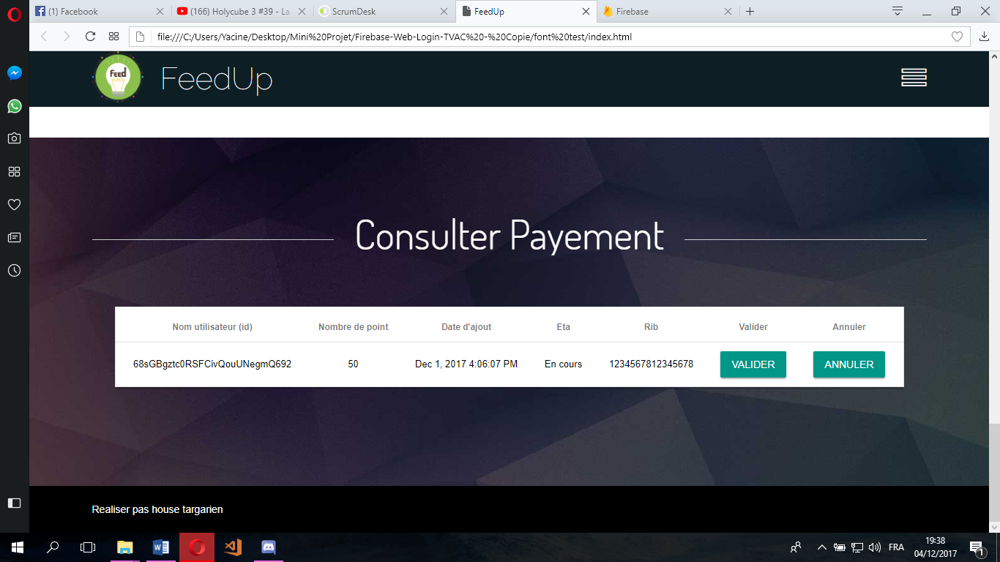 (1) Facebook
(166) Holycube 3 #39 - La
ScrumDesk
FeedUp
Firebase
file:///C:/Users/Yacine/Desktop/Mini%20Projet/Firebase-Web-Login-TVAC%20-%20Copie/font%20test/index.html
Feed
FeedUp
Consulter Payement
Nom utilisateur (id) Nombre de point Date d'ajout Eta Rib Valider Annuler
68sGBgztc0RSFCivQouUNegmQ692 50 Dec 1, 2017 4:06:07 PM En cours 1234567812345678 VALIDER ANNULER
Realiser pas house targarien
FRA
19:38
04/12/2017
1